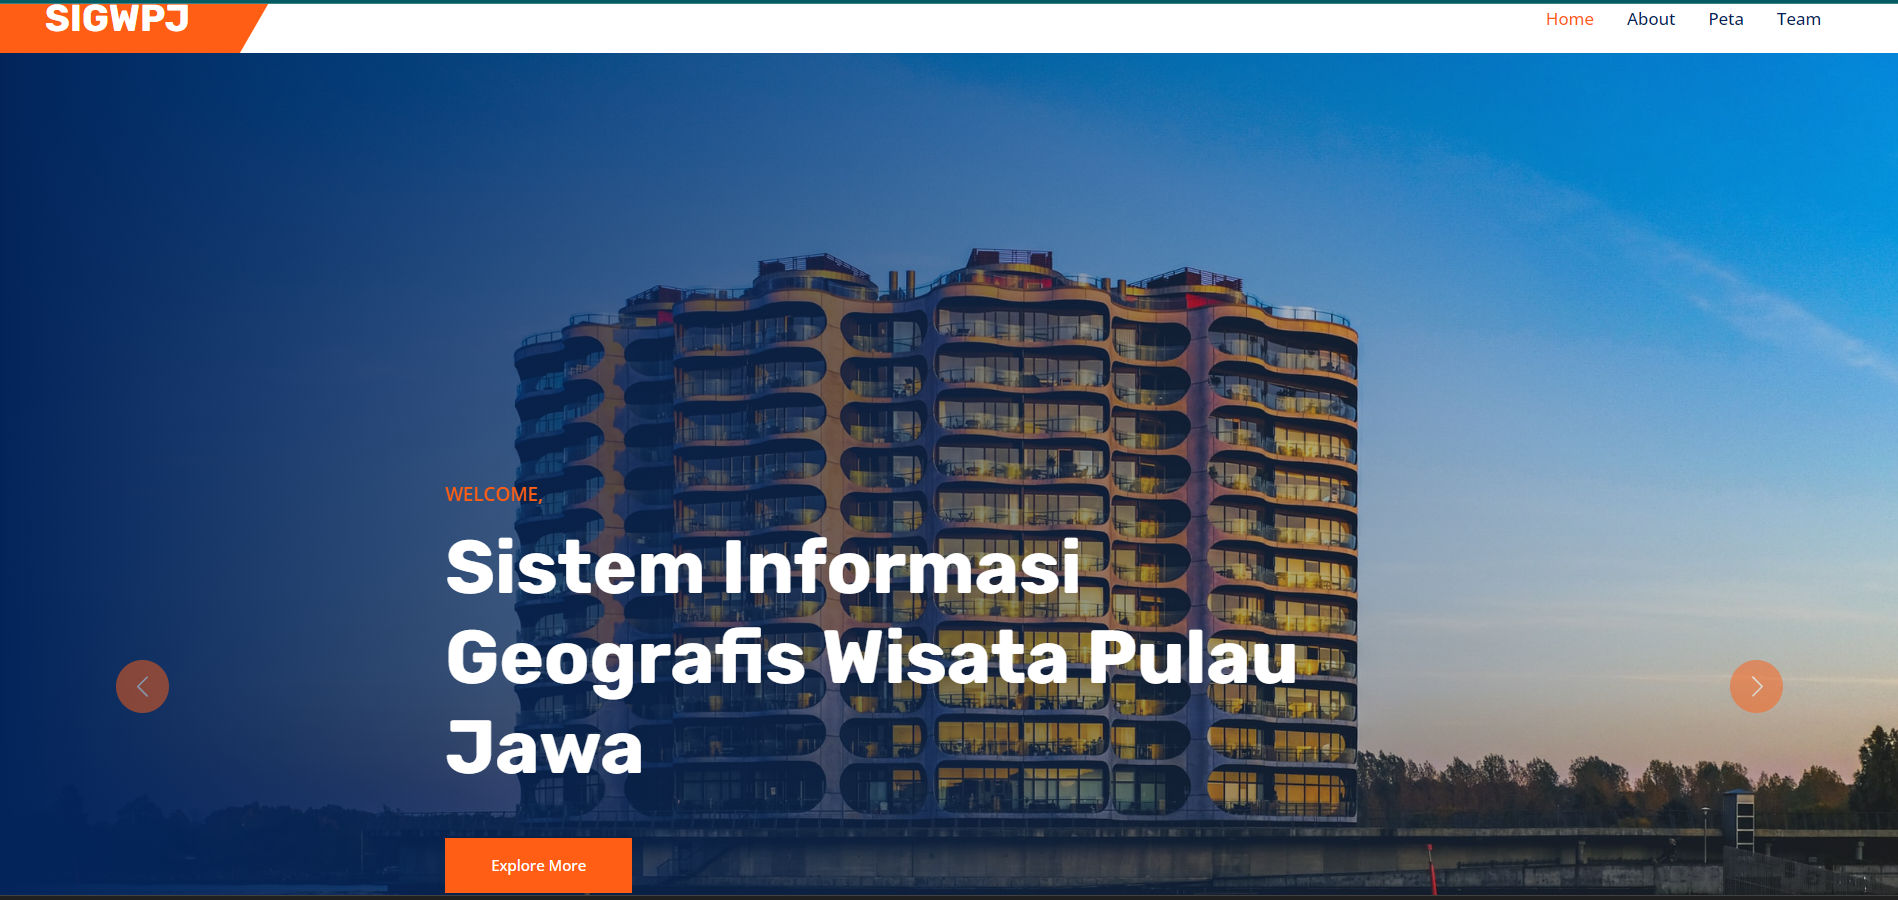 SIGWPJ
Home About Peta Team
WELCOME,
Sistem Informasi
Geografis Wisata Pulau
Jawa
Explore More